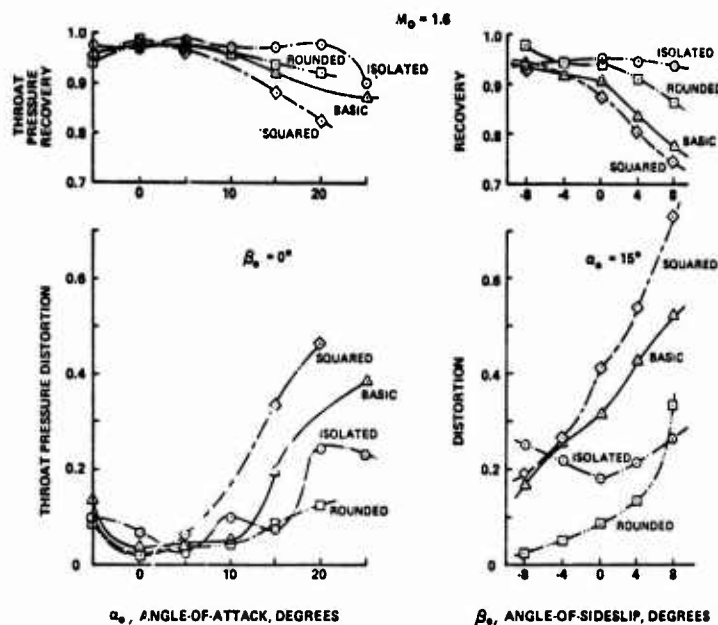 M₀ = 1.6
THROAT PRESSURE RECOVERY
1.0
0.9
0.8
0.7
0
10
20
ROUNDED
ISOLATED
BASIC
SQUARED
RECOVERY
1.0
0.9
0.8
0.7
-8
-4
0
4
8
ISOLATED
ROUNDED
BASIC
SQUARED
THROAT PRESSURE DISTORTION
0.6
0.4
0.2
0
0
10
20
β₀ = 0°
SQUARED
BASIC
ISOLATED
ROUNDED
α₀, ANGLE-OF-ATTACK, DEGREES
DISTORTION
0.6
0.4
0.2
0
-8
-4
0
4
8
α₀ = 15°
SQUARED
BASIC
ISOLATED
ROUNDED
β₀, ANGLE-OF-SIDESLIP, DEGREES